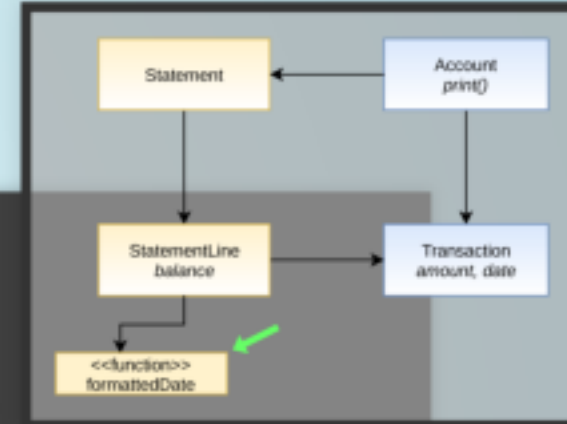 Statement
Account
print()
StatementLine
balance
Transaction
amount, date
<<function>>
formattedDate